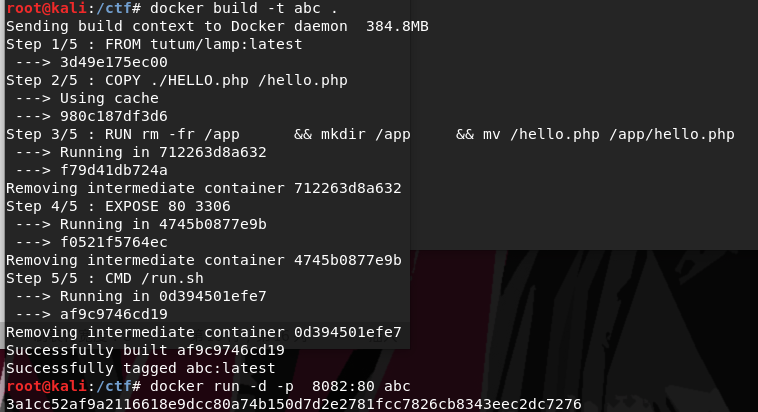 root@kali:/ctf# docker build -t abc .
Sending build context to Docker daemon  384.8MB
Step 1/5 : FROM tutum/lamp:latest
 ---> 3d49e175ec00
Step 2/5 : COPY ./HELLO.php /hello.php
 ---> Using cache
 ---> 980c187df3d6
Step 3/5 : RUN rm -fr /app      && mkdir /app     && mv /hello.php /app/hello.php
 ---> Running in 712263d8a632
 ---> f79d41db724a
Removing intermediate container 712263d8a632
Step 4/5 : EXPOSE 80 3306
 ---> Running in 4745b0877e9b
 ---> f0521f5764ec
Removing intermediate container 4745b0877e9b
Step 5/5 : CMD /run.sh
 ---> Running in 0d394501efe7
 ---> af9c9746cd19
Removing intermediate container 0d394501efe7
Successfully built af9c9746cd19
Successfully tagged abc:latest
root@kali:/ctf# docker run -d -p  8082:80 abc
3a1cc52af9a2116618e9dcc80a74b150d7d2e2781fcc7826cb8343eec2dc7276